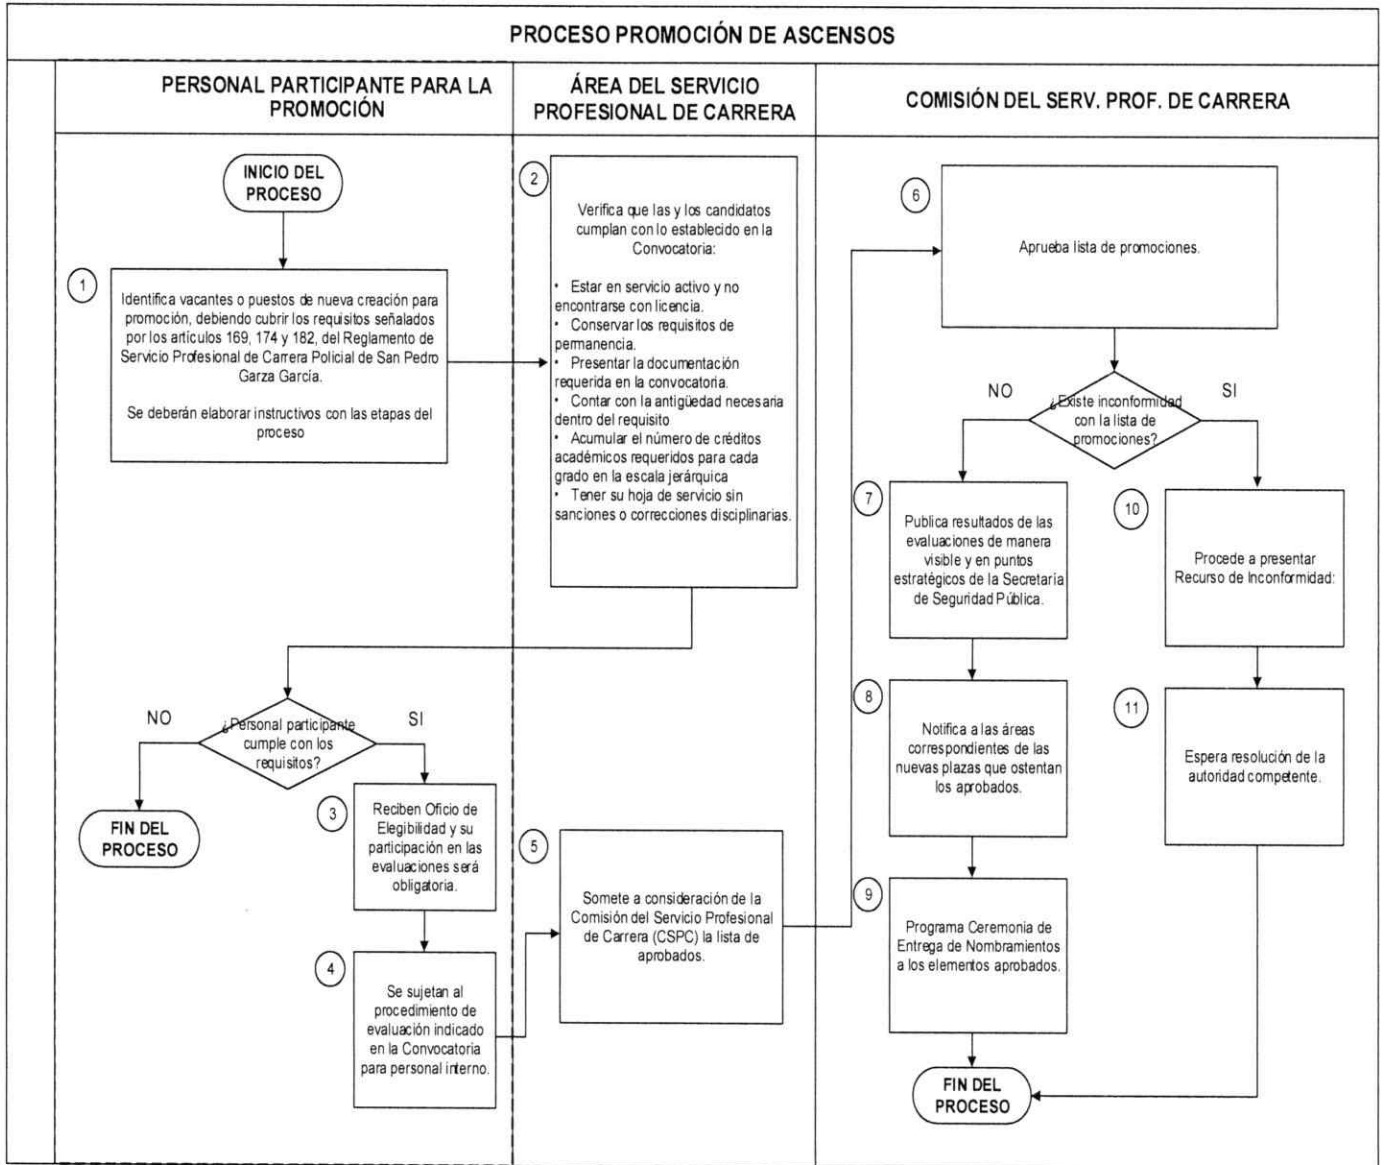 PROCESO PROMOCIÓN DE ASCENSOS
PERSONAL PARTICIPANTE PARA LA
PROMOCIÓN
ÁREA DEL SERVICIO
PROFESIONAL DE CARRERA
COMISIÓN DEL SERV. PROF. DE CARRERA
INICIO DEL
PROCESO
1
Identifica vacantes o puestos de nueva creación para
promoción, debiendo cubrir los requisitos señalados
por los artículos 169, 174 y 182, del Reglamento de
Servicio Profesional de Carrera Policial de San Pedro
Garza García.
Se deberán elaborar instructivos con las etapas del
proceso
2
Verifica que las y los candidatos
cumplan con lo establecido en la
Convocatoria:
• Estar en servicio activo y no
encontrarse con licencia.
• Conservar los requisitos de
permanencia.
• Presentar la documentación
requerida en la convocatoria.
• Contar con la antigüedad necesaria
dentro del requisito
• Acumular el número de créditos
académicos requeridos para cada
grado en la escala jerárquica
• Tener su hoja de servicio sin
sanciones o correcciones disciplinarias.
¿Personal participante
cumple con los
requisitos?
NO
SI
FIN DEL
PROCESO
3
Reciben Oficio de
Elegibilidad y su
participación en las
evaluaciones será
obligatoria.
4
Se sujetan al
procedimiento de
evaluación indicado
en la Convocatoria
para personal interno.
5
Somete a consideración de la
Comisión del Servicio Profesional
de Carrera (CSPC) la lista de
aprobados.
6
Aprueba lista de promociones.
¿Existe inconformidad
con la lista de
promociones?
NO
SI
7
Publica resultados de las
evaluaciones de manera
visible y en puntos
estratégicos de la Secretaría
de Seguridad Pública.
8
Notifica a las áreas
correspondientes de las
nuevas plazas que ostentan
los aprobados.
9
Programa Ceremonia de
Entrega de Nombramientos
a los elementos aprobados.
10
Procede a presentar
Recurso de Inconformidad:
11
Espera resolución de la
autoridad competente.
FIN DEL
PROCESO